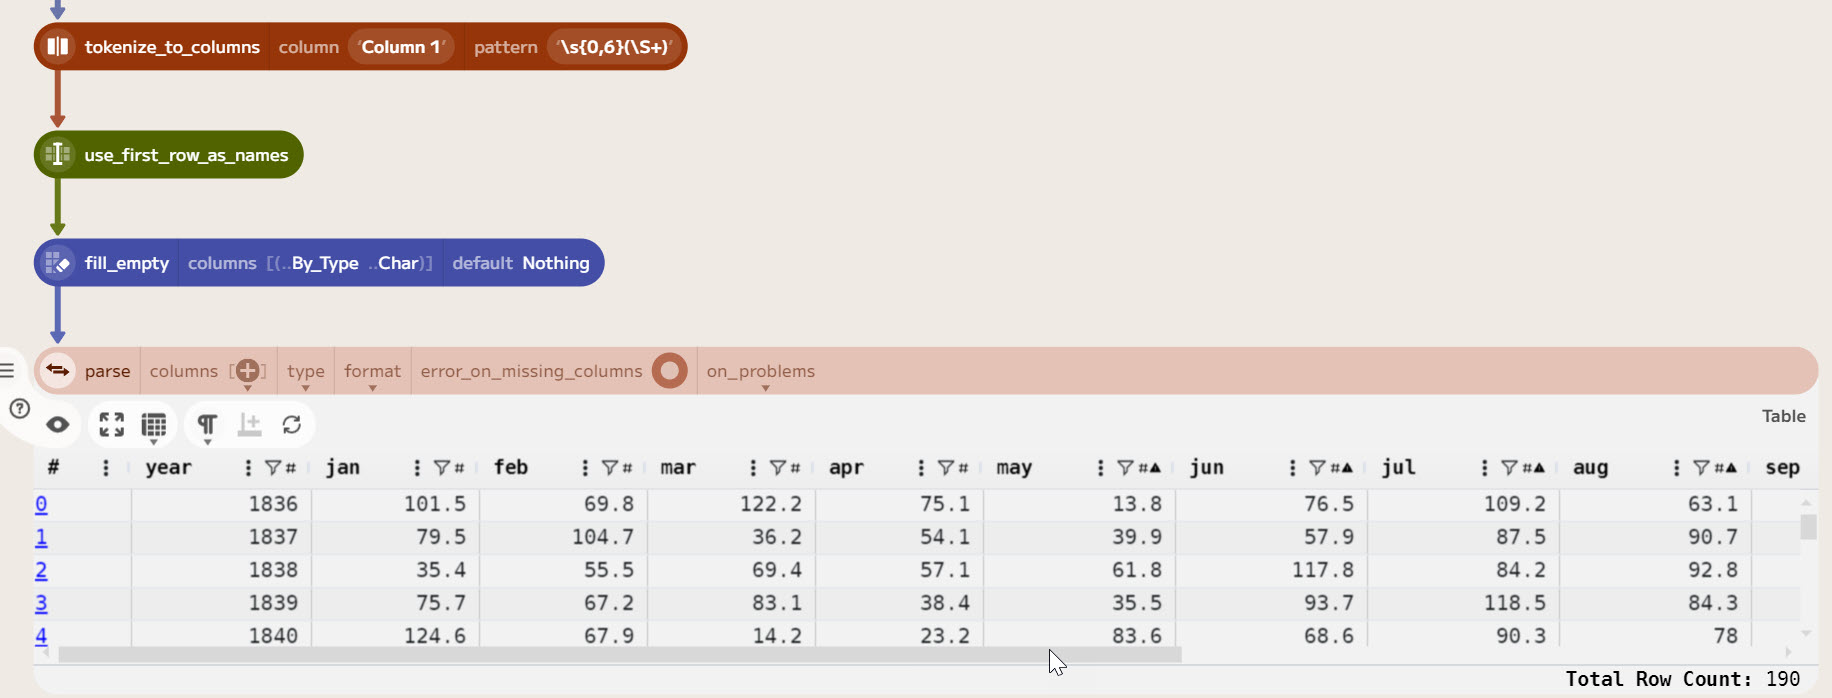 tokenize_to_columns column 'Column 1' pattern '\s{0,6}(\S+)'
use_first_row_as_names
fill_empty columns [(..By_Type ..Char)] default Nothing
parse columns [+] type format error_on_missing_columns on_problems
Table
# year # jan # feb # mar # apr # may # jun # jul # aug # sep
0 1836 101.5 69.8 122.2 75.1 13.8 76.5 109.2 63.1
1 1837 79.5 104.7 36.2 54.1 39.9 57.9 87.5 90.7
2 1838 35.4 55.5 69.4 57.1 61.8 117.8 84.2 92.8
3 1839 75.7 67.2 83.1 38.4 35.5 93.7 118.5 84.3
4 1840 124.6 67.9 14.2 23.2 83.6 68.6 90.3 78
Total Row Count: 190